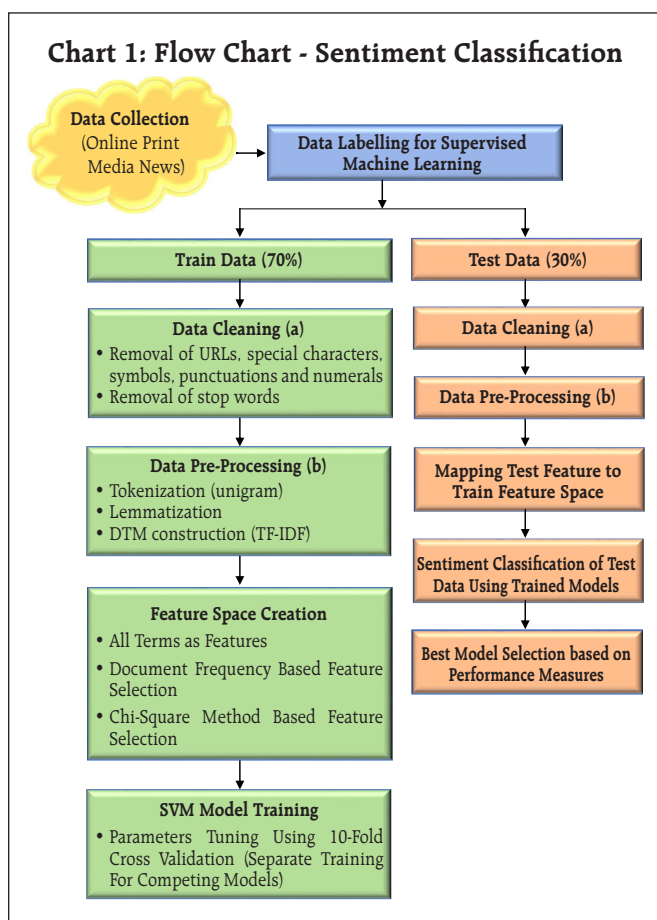 Chart 1: Flow Chart - Sentiment Classification
Data Collection
(Online Print
Media News)
Data Labelling for Supervised
Machine Learning
Train Data (70%)
Data Cleaning (a)
• Removal of URLs, special characters,
symbols, punctuations and numerals
• Removal of stop words
Data Pre-Processing (b)
• Tokenization (unigram)
• Lemmatization
• DTM construction (TF-IDF)
Feature Space Creation
• All Terms as Features
• Document Frequency Based Feature
Selection
• Chi-Square Method Based Feature
Selection
SVM Model Training
• Parameters Tuning Using 10-Fold
Cross Validation (Separate Training
For Competing Models)
Test Data (30%)
Data Cleaning (a)
Data Pre-Processing (b)
Mapping Test Feature to
Train Feature Space
Sentiment Classification of Test
Data Using Trained Models
Best Model Selection based on
Performance Measures